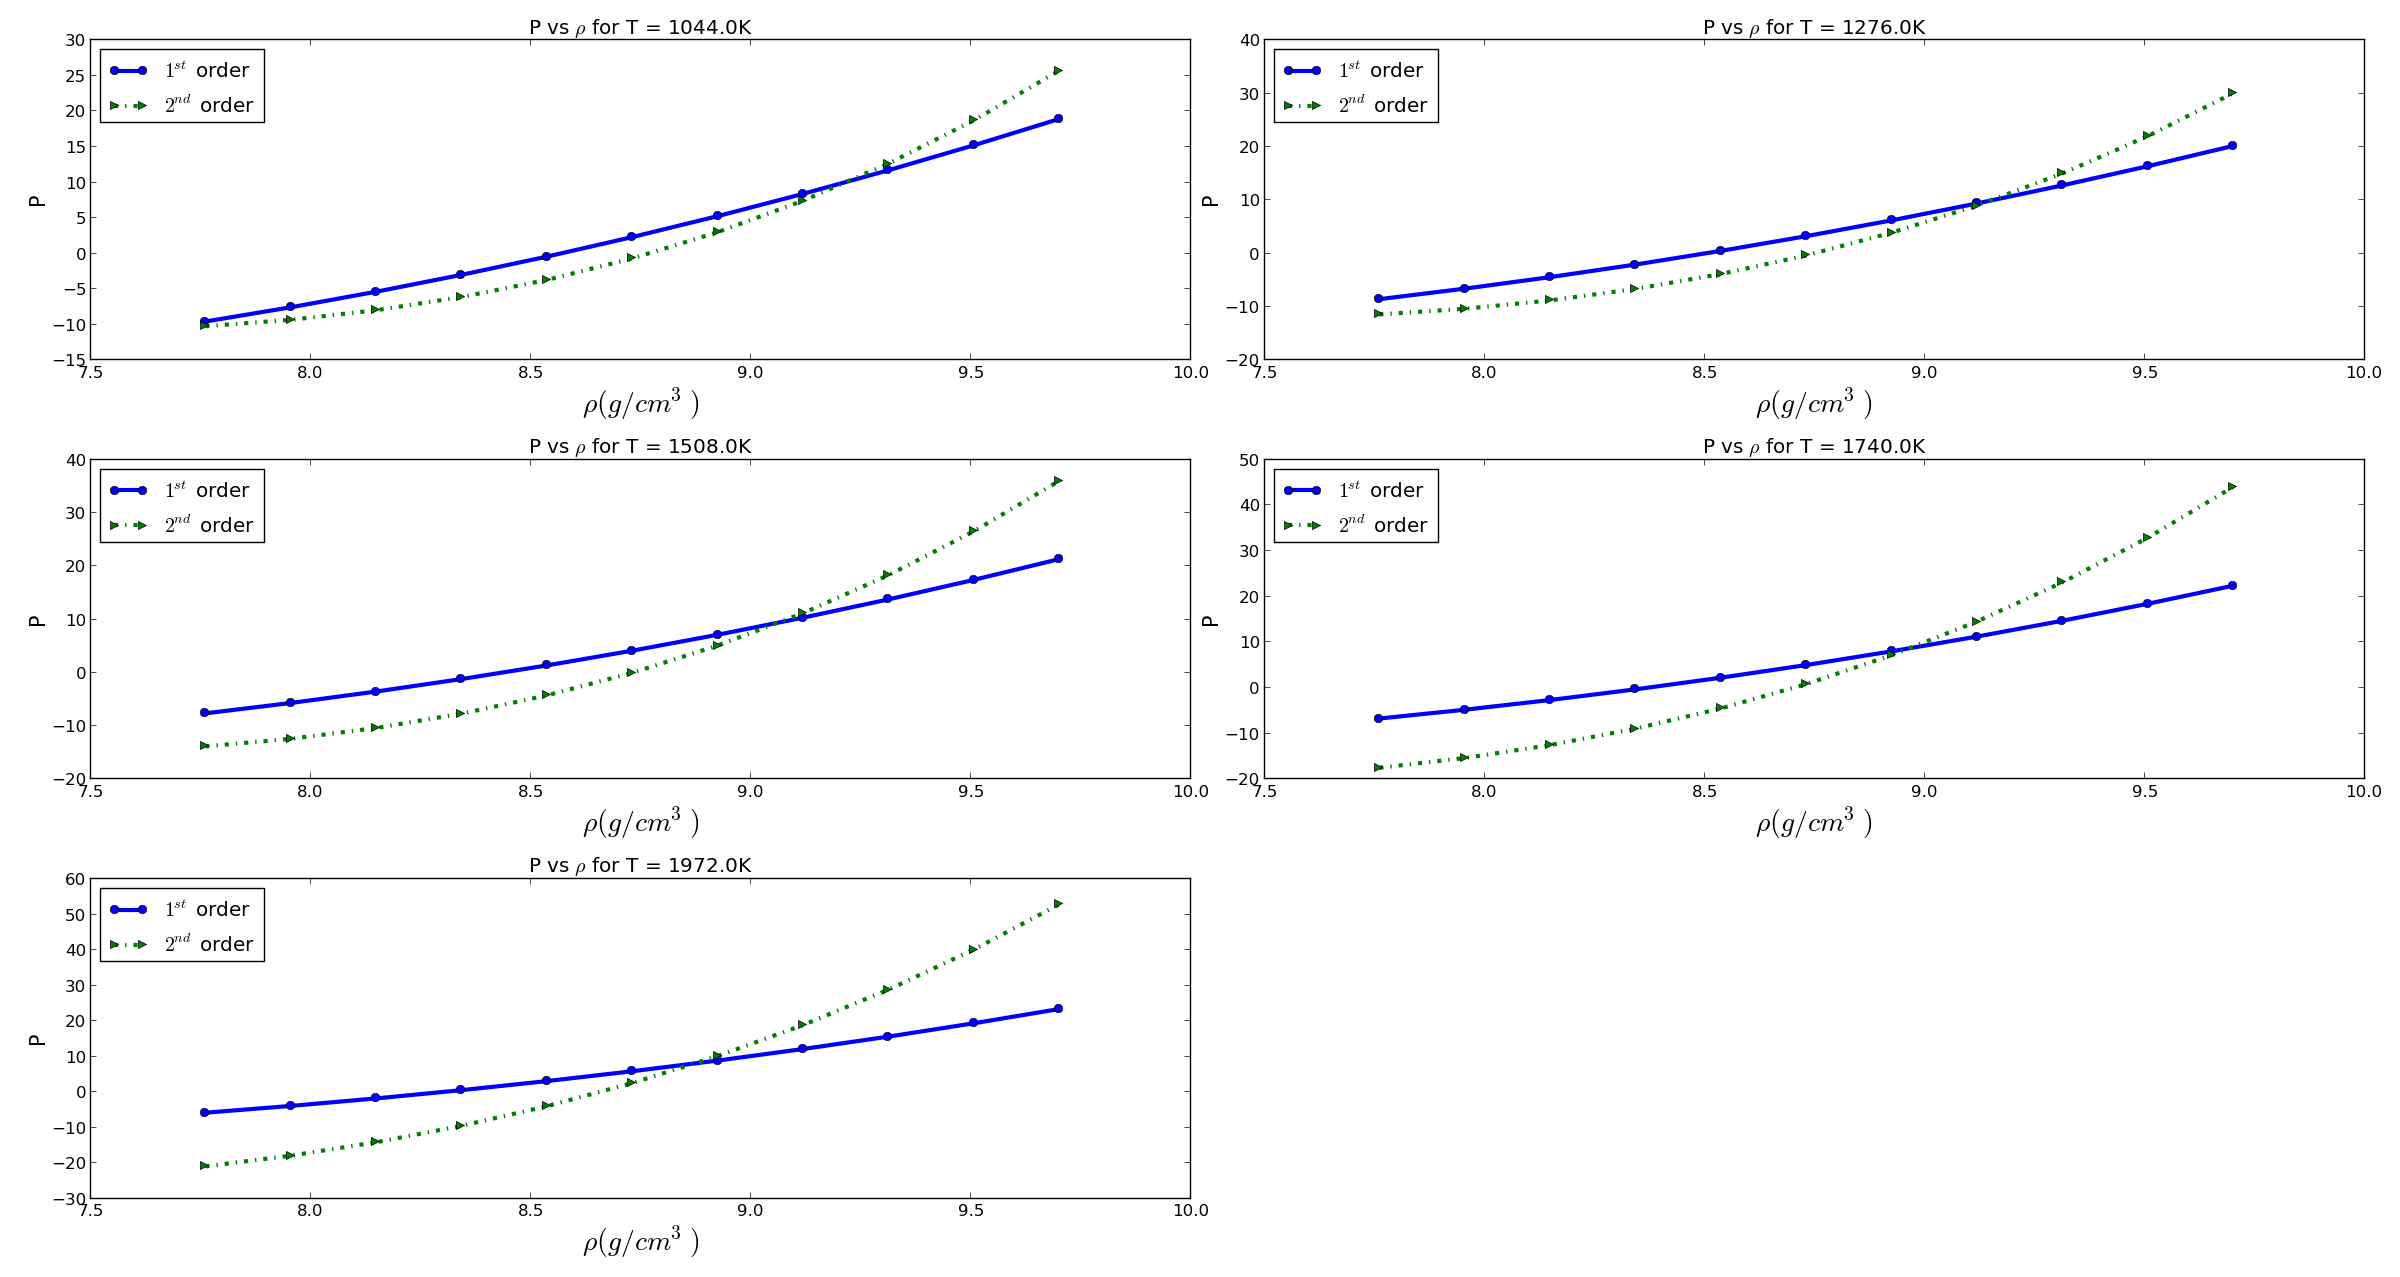 P vs ρ for T = 1044.0K
30
25
20
15
10
5
0
−5
−10
−15
P
1st order
2nd order
7.5 8.0 8.5 9.0 9.5 10.0
ρ(g/cm3 )
P vs ρ for T = 1276.0K
40
30
20
10
0
−10
−20
P
1st order
2nd order
7.5 8.0 8.5 9.0 9.5 10.0
ρ(g/cm3 )
P vs ρ for T = 1508.0K
40
30
20
10
0
−10
−20
P
1st order
2nd order
7.5 8.0 8.5 9.0 9.5 10.0
ρ(g/cm3 )
P vs ρ for T = 1740.0K
50
40
30
20
10
0
−10
−20
P
1st order
2nd order
7.5 8.0 8.5 9.0 9.5 10.0
ρ(g/cm3 )
P vs ρ for T = 1972.0K
60
50
40
30
20
10
0
−10
−20
−30
P
1st order
2nd order
7.5 8.0 8.5 9.0 9.5 10.0
ρ(g/cm3 )